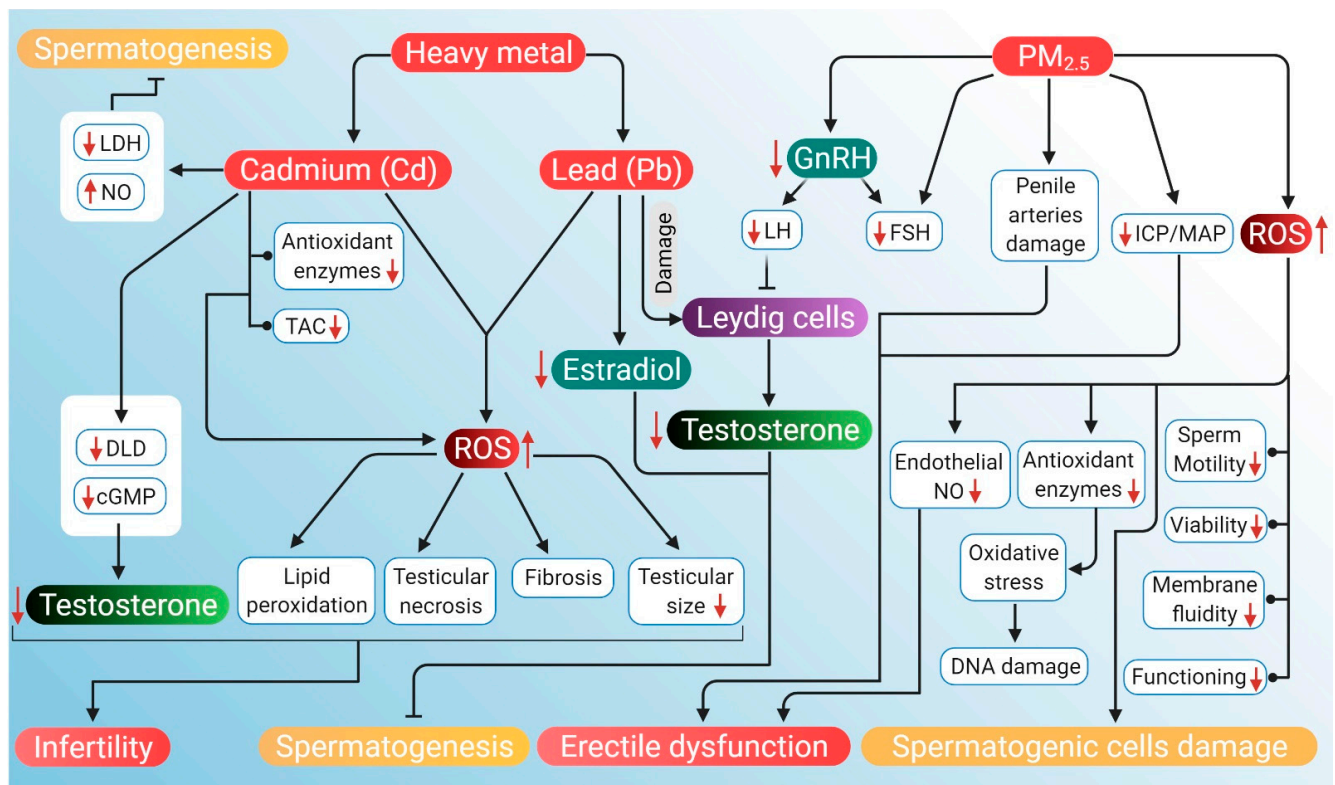 Spermatogenesis
Heavy metal
PM2.5
LDH
NO
Cadmium (Cd)
Lead (Pb)
GnRH
Penile
arteries
damage
LH
FSH
ICP/MAP
ROS
Antioxidant
enzymes
Damage
TAC
Leydig cells
Estradiol
Testosterone
DLD
cGMP
ROS
Endothelial
NO
Antioxidant
enzymes
Sperm
Motility
Viability
Oxidative
stress
Membrane
fluidity
Testosterone
Lipid
peroxidation
Testicular
necrosis
Fibrosis
Testicular
size
DNA damage
Functioning
Infertility
Spermatogenesis
Erectile dysfunction
Spermatogenic cells damage